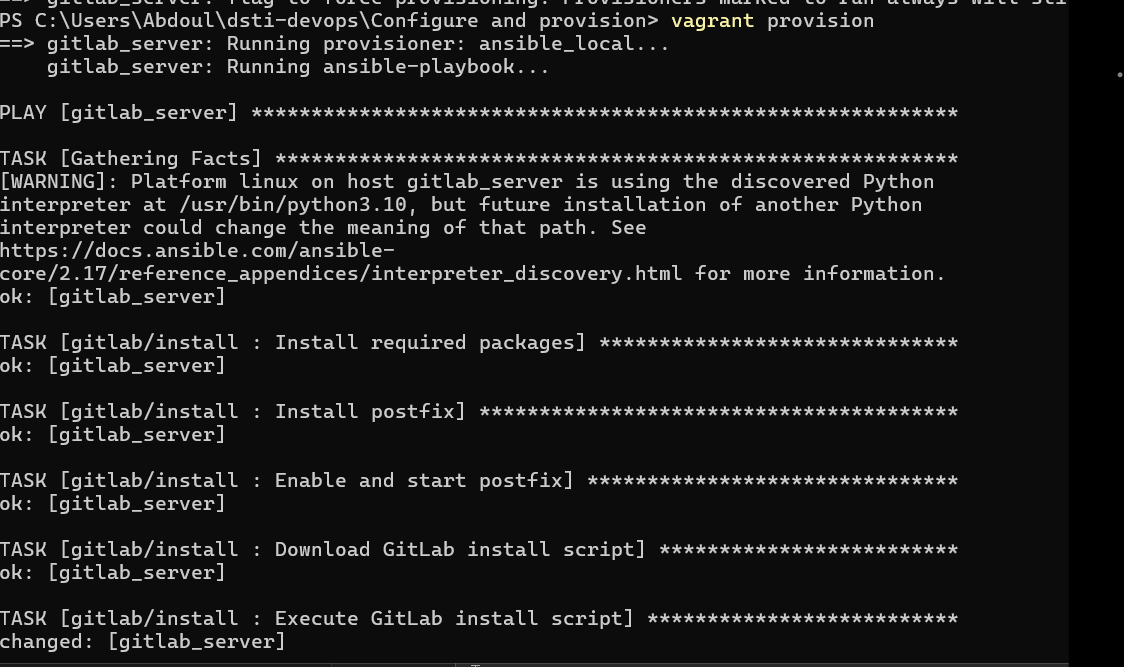 ==> gitlab_server: flag to force provisioning. Provisioners marked to run always will sti
PS C:\Users\Abdoul\dsti-devops\Configure and provision> vagrant provision
==> gitlab_server: Running provisioner: ansible_local...
gitlab_server: Running ansible-playbook...
PLAY [gitlab_server] ***********************************************************
TASK [Gathering Facts] *********************************************************
[WARNING]: Platform linux on host gitlab_server is using the discovered Python
interpreter at /usr/bin/python3.10, but future installation of another Python
interpreter could change the meaning of that path. See
https://docs.ansible.com/ansible-
core/2.17/reference_appendices/interpreter_discovery.html for more information.
ok: [gitlab_server]
TASK [gitlab/install : Install required packages] ******************************
ok: [gitlab_server]
TASK [gitlab/install : Install postfix] ****************************************
ok: [gitlab_server]
TASK [gitlab/install : Enable and start postfix] *******************************
ok: [gitlab_server]
TASK [gitlab/install : Download GitLab install script] *************************
ok: [gitlab_server]
TASK [gitlab/install : Execute GitLab install script] **************************
changed: [gitlab_server]